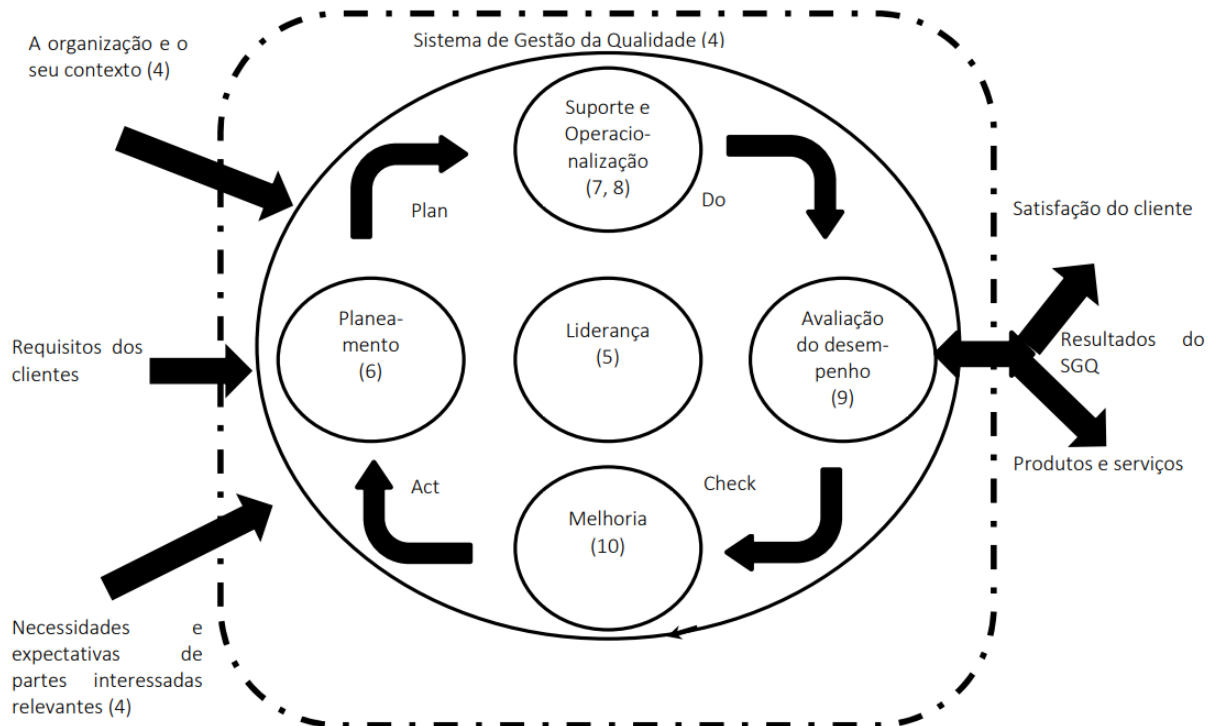 Sistema de Gestão da Qualidade (4)
A organização e o
seu contexto (4)
Suporte e
Operacio-
nalização
(7, 8)
Plan
Do
Satisfação do cliente
Requisitos dos
clientes
Planea-
mento
(6)
Liderança
(5)
Avaliação
do desem-
penho
(9)
Resultados do
SGQ
Produtos e serviços
Act
Check
Melhoria
(10)
Necessidades e
expectativas de
partes interessadas
relevantes (4)